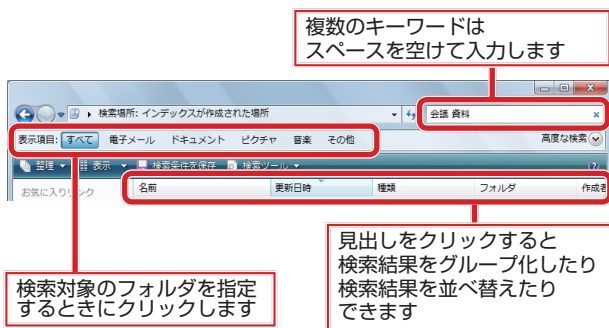 複数のキーワードは
スペースを空けて入力します
検索場所: インデックスが作成された場所
会議 資料
表示項目: すべて 電子メール ドキュメント ピクチャ 音楽 その他
高度な検索
整理 表示 検索条件を保存 検索ツール
お気に入りリンク
名前 更新日時 種類 フォルダ 作成者
見出しをクリックすると
検索結果をグループ化したり
検索結果を並べ替えたり
できます
検索対象のフォルダを指定
するときにクリックします